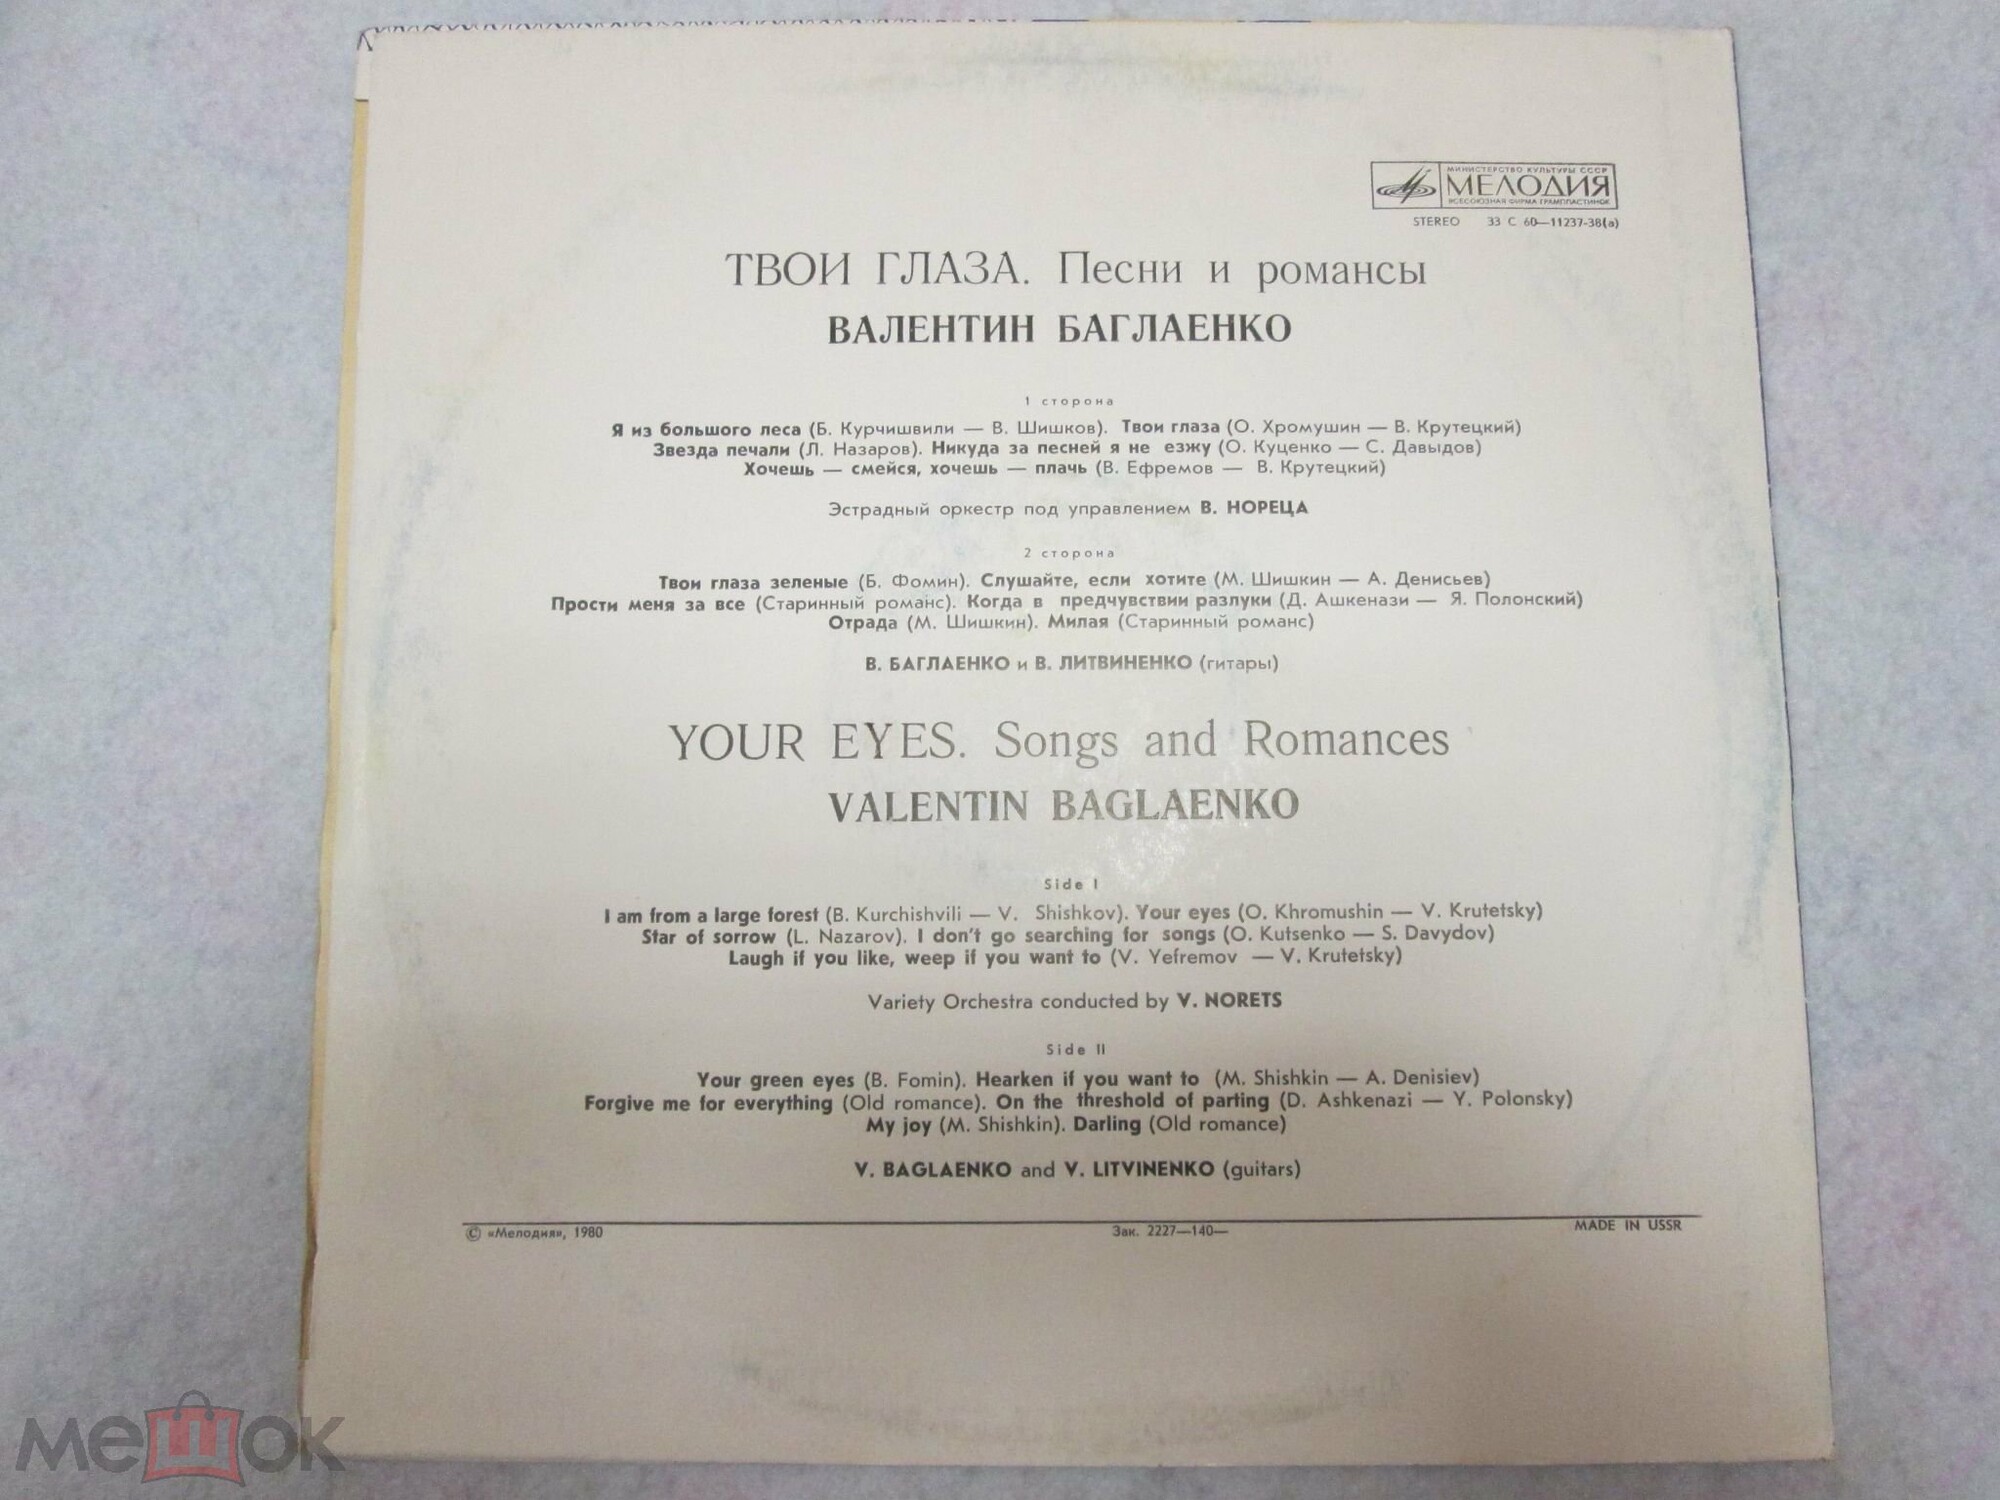 МИНИСТЕРСТВО КУЛЬТУРЫ СССР
МЕЛОДИЯ
ВСЕСОЮЗНАЯ ФИРМА ГРАМПЛАСТИНОК
STEREO 33 С 60—11237-38(а)
ТВОИ ГЛАЗА. Песни и романсы
ВАЛЕНТИН БАГЛАЕНКО
1 сторона
Я из большого леса (Б. Курчишвили — В. Шишков). Твои глаза (О. Хромушин — В. Крутецкий)
Звезда печали (Л. Назаров). Никуда за песней я не езжу (О. Куценко — С. Давыдов)
Хочешь — смейся, хочешь — плачь (В. Ефремов — В. Крутецкий)
Эстрадный оркестр под управлением В. НОРЕЦА
2 сторона
Твои глаза зеленые (Б. Фомин). Слушайте, если хотите (М. Шишкин — А. Денисьев)
Прости меня за все (Старинный романс). Когда в предчувствии разлуки (Д. Ашкенази — Я. Полонский)
Отрада (М. Шишкин). Милая (Старинный романс)
В. БАГЛАЕНКО и В. ЛИТВИНЕНКО (гитары)
YOUR EYES. Songs and Romances
VALENTIN BAGLAENKO
Side I
I am from a large forest (B. Kurchishvili — V. Shishkov). Your eyes (O. Khromushin — V. Krutetsky)
Star of sorrow (L. Nazarov). I don't go searching for songs (O. Kutsenko — S. Davydov)
Laugh if you like, weep if you want to (V. Yefremov — V. Krutetsky)
Variety Orchestra conducted by V. NORETS
Side II
Your green eyes (B. Fomin). Hearken if you want to (M. Shishkin — A. Denisiev)
Forgive me for everything (Old romance). On the threshold of parting (D. Ashkenazi — Y. Polonsky)
My joy (M. Shishkin). Darling (Old romance)
V. BAGLAENKO and V. LITVINENKO (guitars)
© «Мелодия», 1980 Зак. 2227—140— MADE IN USSR
мешок